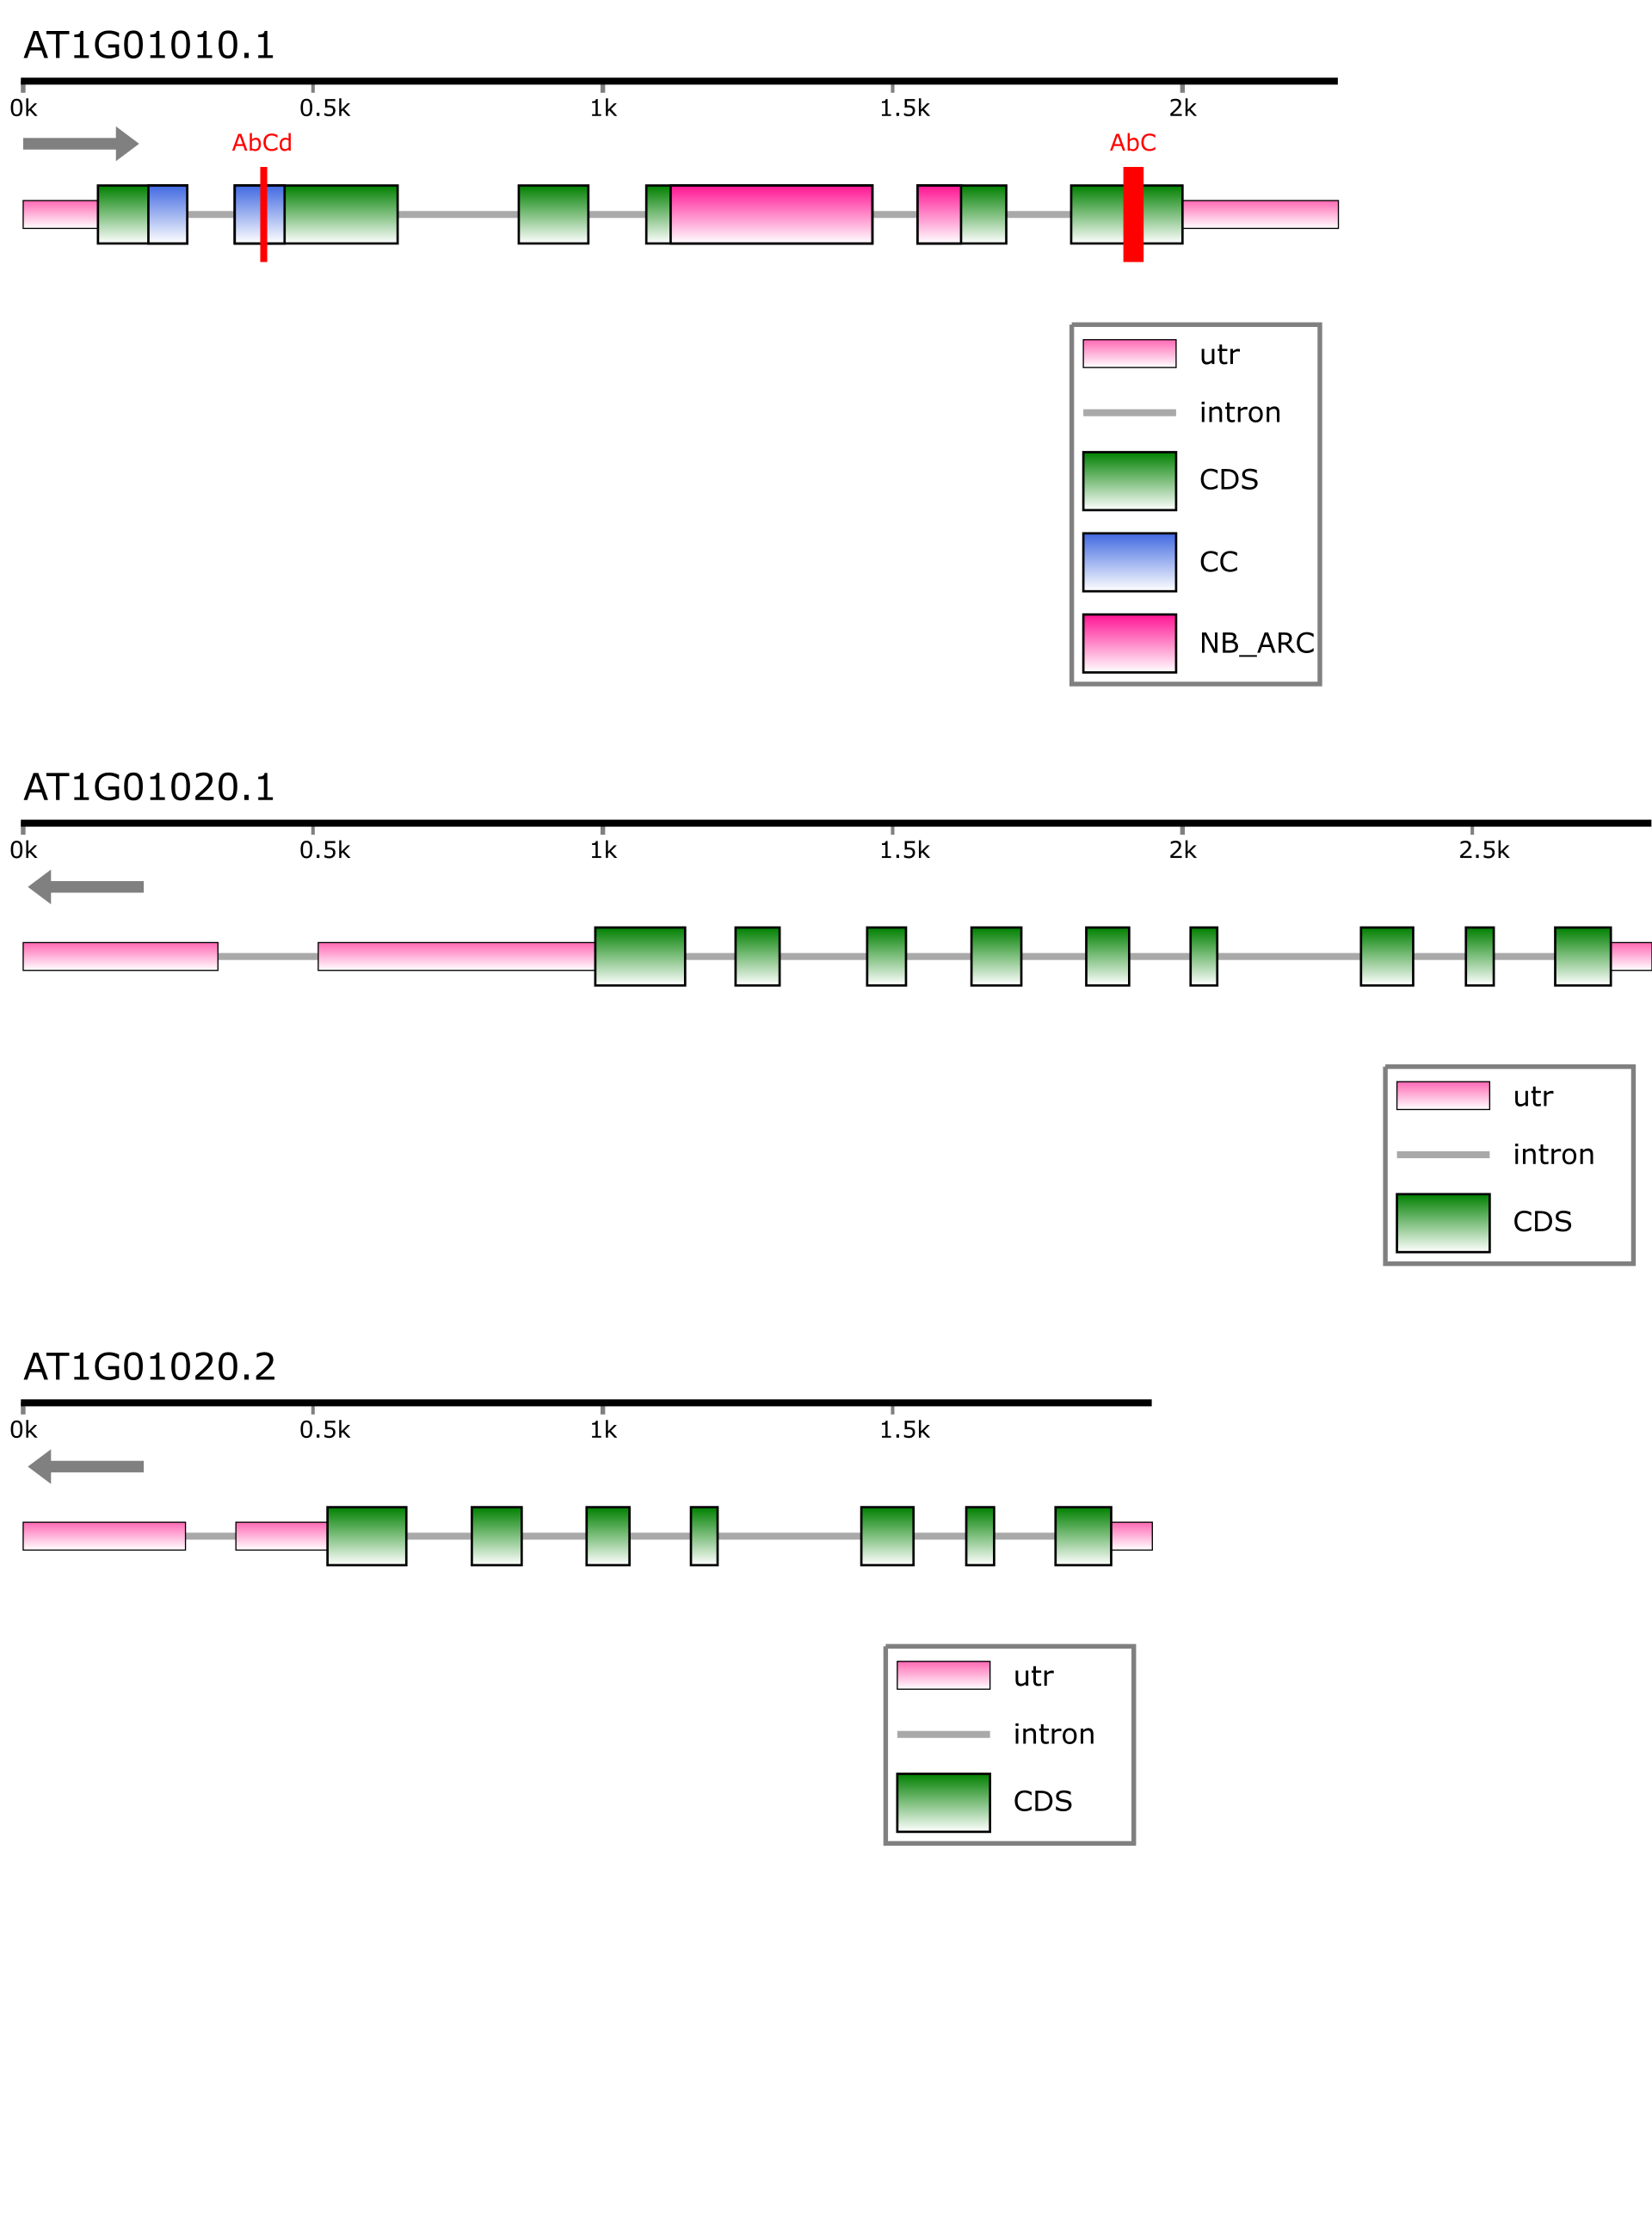 AT1G01010.1
0k 0.5k 1k 1.5k 2k
AbCd AbC
utr
intron
CDS
CC
NB_ARC
AT1G01020.1
0k 0.5k 1k 1.5k 2k 2.5k
utr
intron
CDS
AT1G01020.2
0k 0.5k 1k 1.5k
utr
intron
CDS